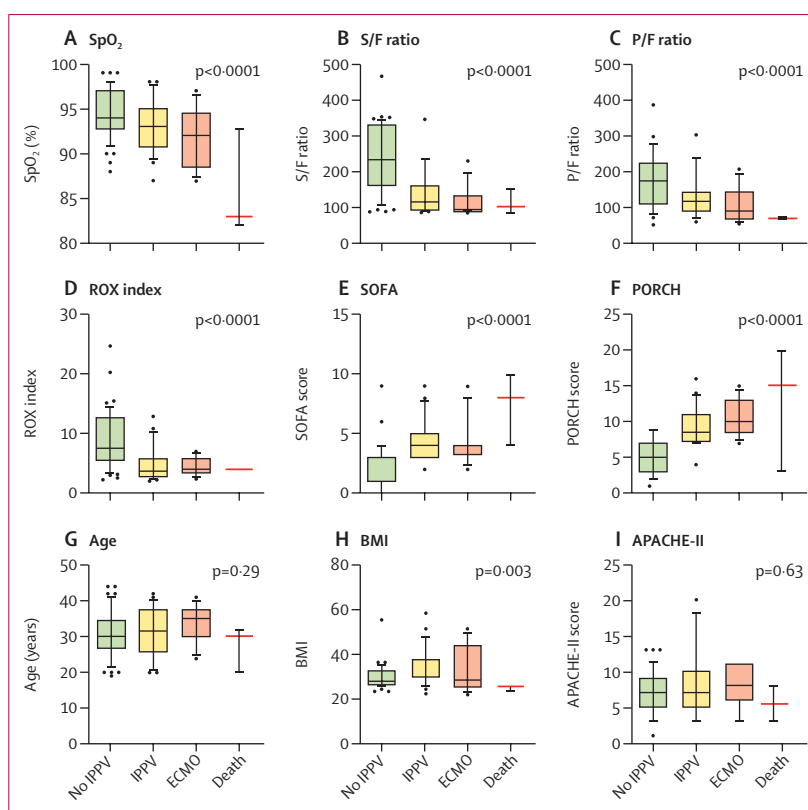 A SpO₂
p<0·0001
SpO₂ (%)
100
95
90
85
80
B S/F ratio
p<0·0001
S/F ratio
500
400
300
200
100
0
C P/F ratio
p<0·0001
P/F ratio
500
400
300
200
100
0
D ROX index
p<0·0001
ROX index
30
20
10
0
E SOFA
p<0·0001
SOFA score
15
10
5
0
F PORCH
p<0·0001
PORCH score
25
20
15
10
5
0
G Age
p=0·29
Age (years)
50
40
30
20
10
0
No IPPV
IPPV
ECMO
Death
H BMI
p=0·003
BMI
80
60
40
20
0
No IPPV
IPPV
ECMO
Death
I APACHE-II
p=0·63
APACHE-II score
25
20
15
10
5
0
No IPPV
IPPV
ECMO
Death